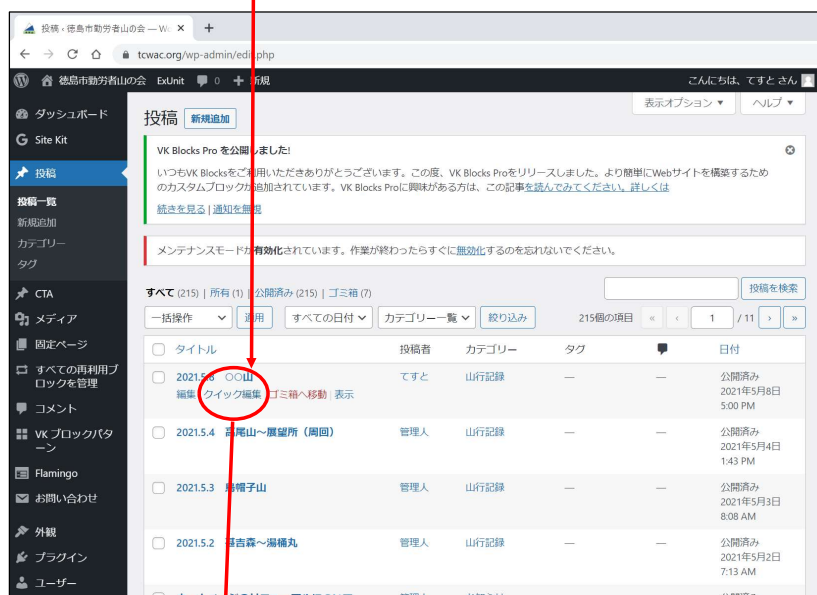 投稿 ‹ 徳島市勤労者山の会 — W
tcwac.org/wp-admin/edit.php
徳島市勤労者山の会 ExUnit 0 新規 こんにちは、てすと さん
表示オプション ヘルプ
ダッシュボード
Site Kit
投稿
投稿一覧
新規追加
カテゴリー
タグ
CTA
メディア
固定ページ
すべての再利用ブ
ロックを管理
コメント
VK ブロックパタ
ーン
Flamingo
お問い合わせ
外観
プラグイン
ユーザー
投稿 新規追加
VK Blocks Pro を公開しました!
いつもVK Blocksをご利用いただきありがとうございます。この度、VK Blocks Proをリリースしました。より簡単にWebサイトを構築するため
のカスタムブロックが追加されています。VK Blocks Proに興味がある方は、この記事を読んでみてください。詳しくは
続きを見る | 通知を無視
メンテナンスモードが有効化されています。作業が終わったらすぐに無効化するのを忘れないでください。
すべて (215) | 所有 (1) | 公開済み (215) | ゴミ箱 (7)
投稿を検索
一括操作 適用 すべての日付 カテゴリー一覧 絞り込み 215個の項目 « ‹ 1 / 11 › »
タイトル 投稿者 カテゴリー タグ 日付
2021.5.8 ○○山 てすと 山行記録 — — 公開済み
編集 クイック編集 ゴミ箱へ移動 | 表示 2021年5月8日
5:00 PM
2021.5.4 高尾山～展望所（周回） 管理人 山行記録 — — 公開済み
2021年5月4日
1:43 PM
2021.5.3 烏帽子山 管理人 山行記録 — — 公開済み
2021年5月3日
8:08 AM
2021.5.2 甚吉森～湯桶丸 管理人 山行記録 — — 公開済み
2021年5月2日
7:13 AM